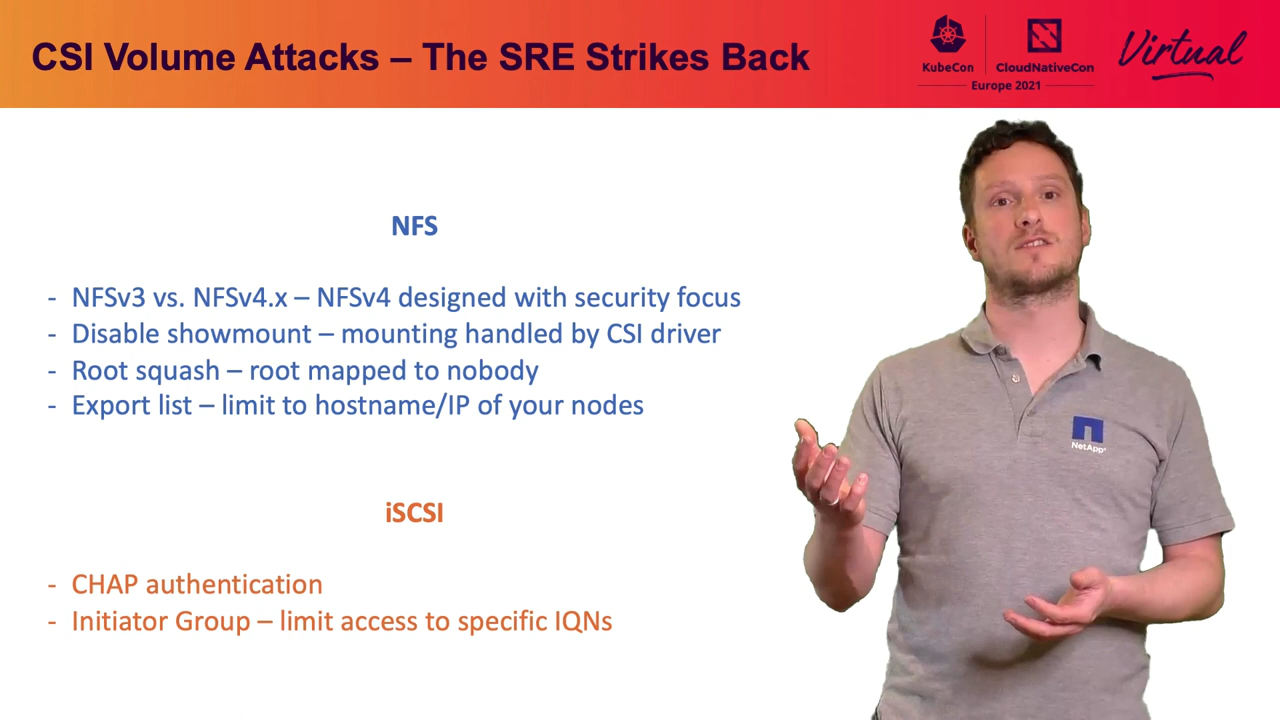 CSI Volume Attacks – The SRE Strikes Back
KubeCon
CloudNativeCon
Europe 2021
Virtual
NFS
- NFSv3 vs. NFSv4.x – NFSv4 designed with security focus
- Disable showmount – mounting handled by CSI driver
- Root squash – root mapped to nobody
- Export list – limit to hostname/IP of your nodes
iSCSI
- CHAP authentication
- Initiator Group – limit access to specific IQNs
NetApp